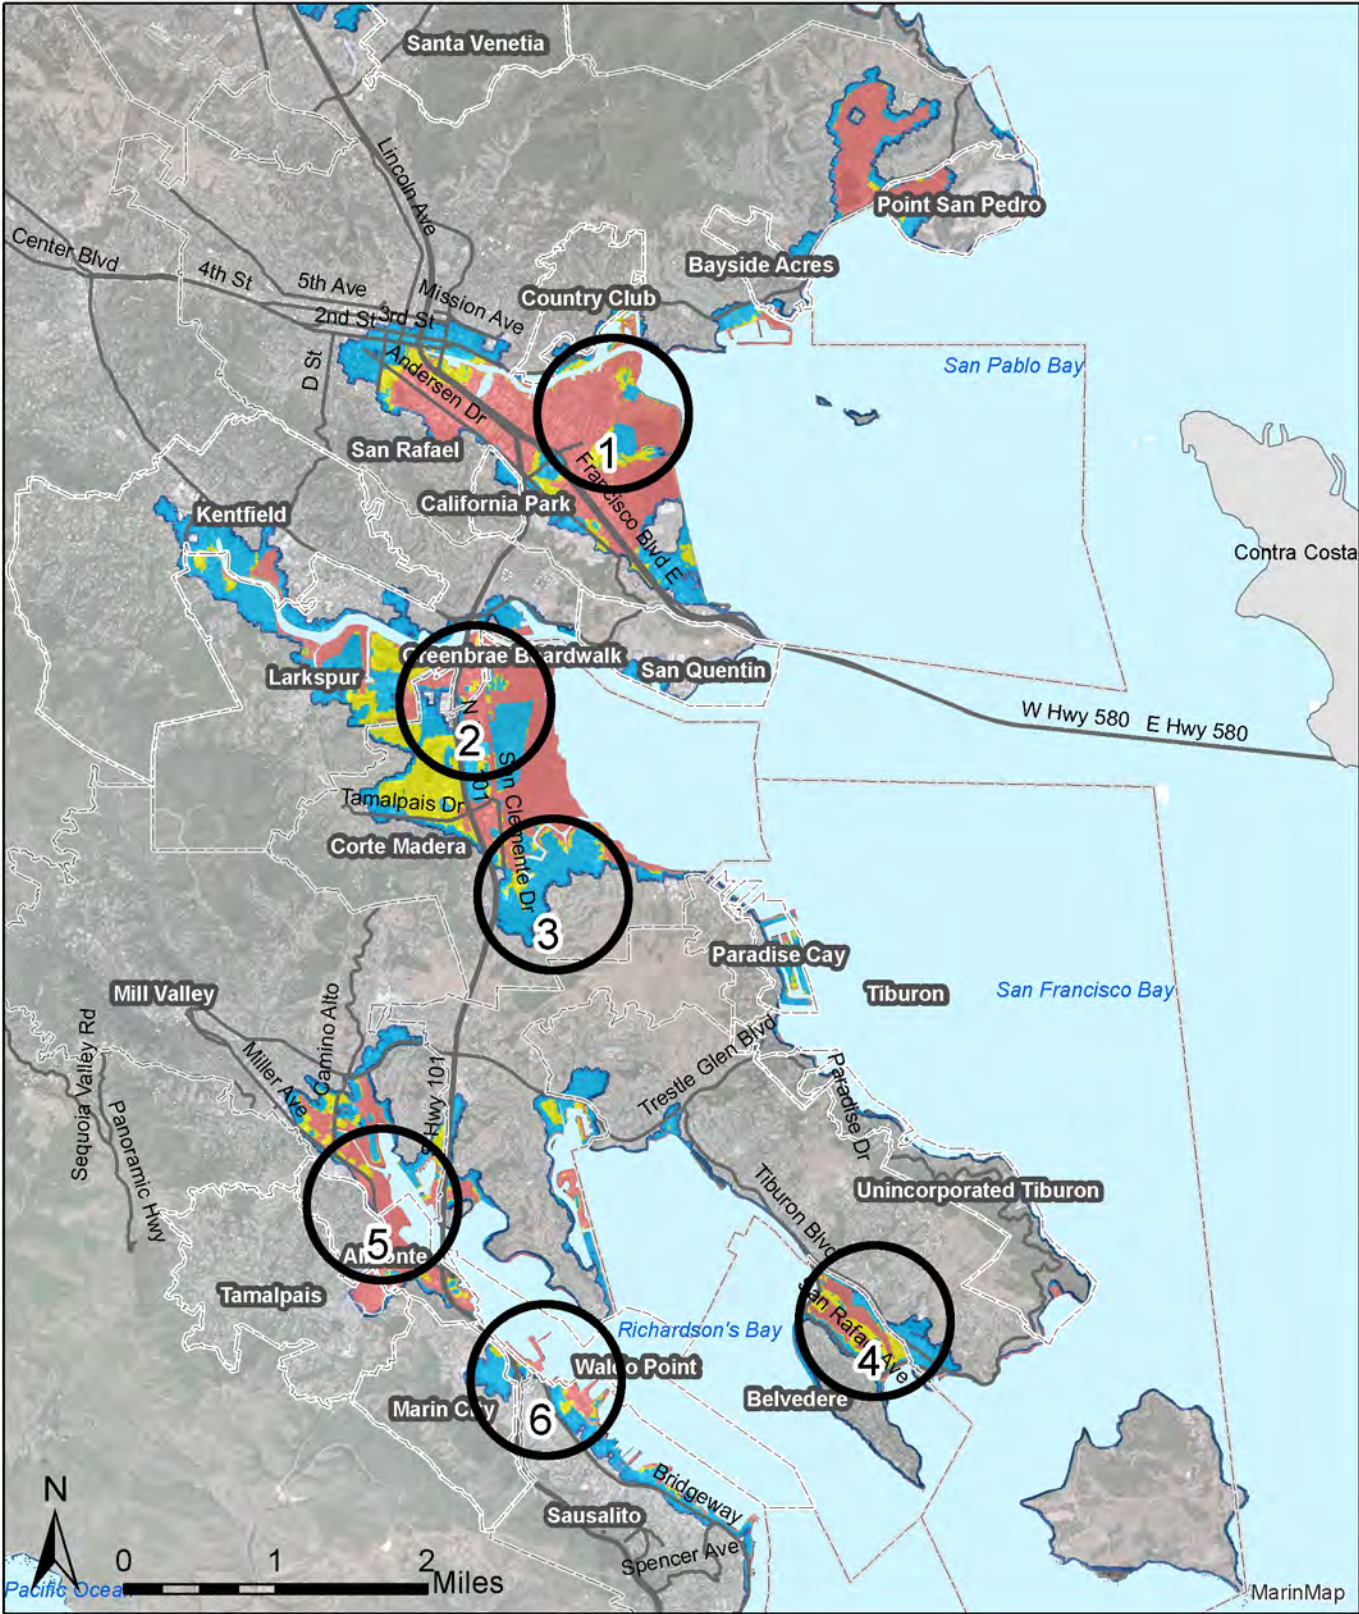 Santa Venetia
Lincoln Ave
Point San Pedro
Center Blvd
4th St
5th Ave
Mission Ave
Bayside Acres
Country Club
2nd St
3rd St
Andersen Dr
D St
San Pablo Bay
San Rafael
1
Francisco Blvd E
California Park
Kentfield
Contra Costa
Greenbrae Boardwalk
San Quentin
Larkspur
N
2
101
W Hwy 580
E Hwy 580
San Clemente Dr
Tamalpais Dr
Corte Madera
3
Paradise Cay
Mill Valley
Tiburon
San Francisco Bay
Sequoia Valley Rd
Panoramic Hwy
Miller Ave
Camino Alto
S Hwy 101
Trestle Glen Blvd
Paradise Dr
Unincorporated Tiburon
Tiburon Blvd
5
Almonte
Tamalpais
San Rafael Ave
4
Richardson's Bay
Waldo Point
Belvedere
Marin City
6
Bridgeway
Sausalito
Spencer Ave
N
0 1 2
Miles
Pacific Ocean
MarinMap